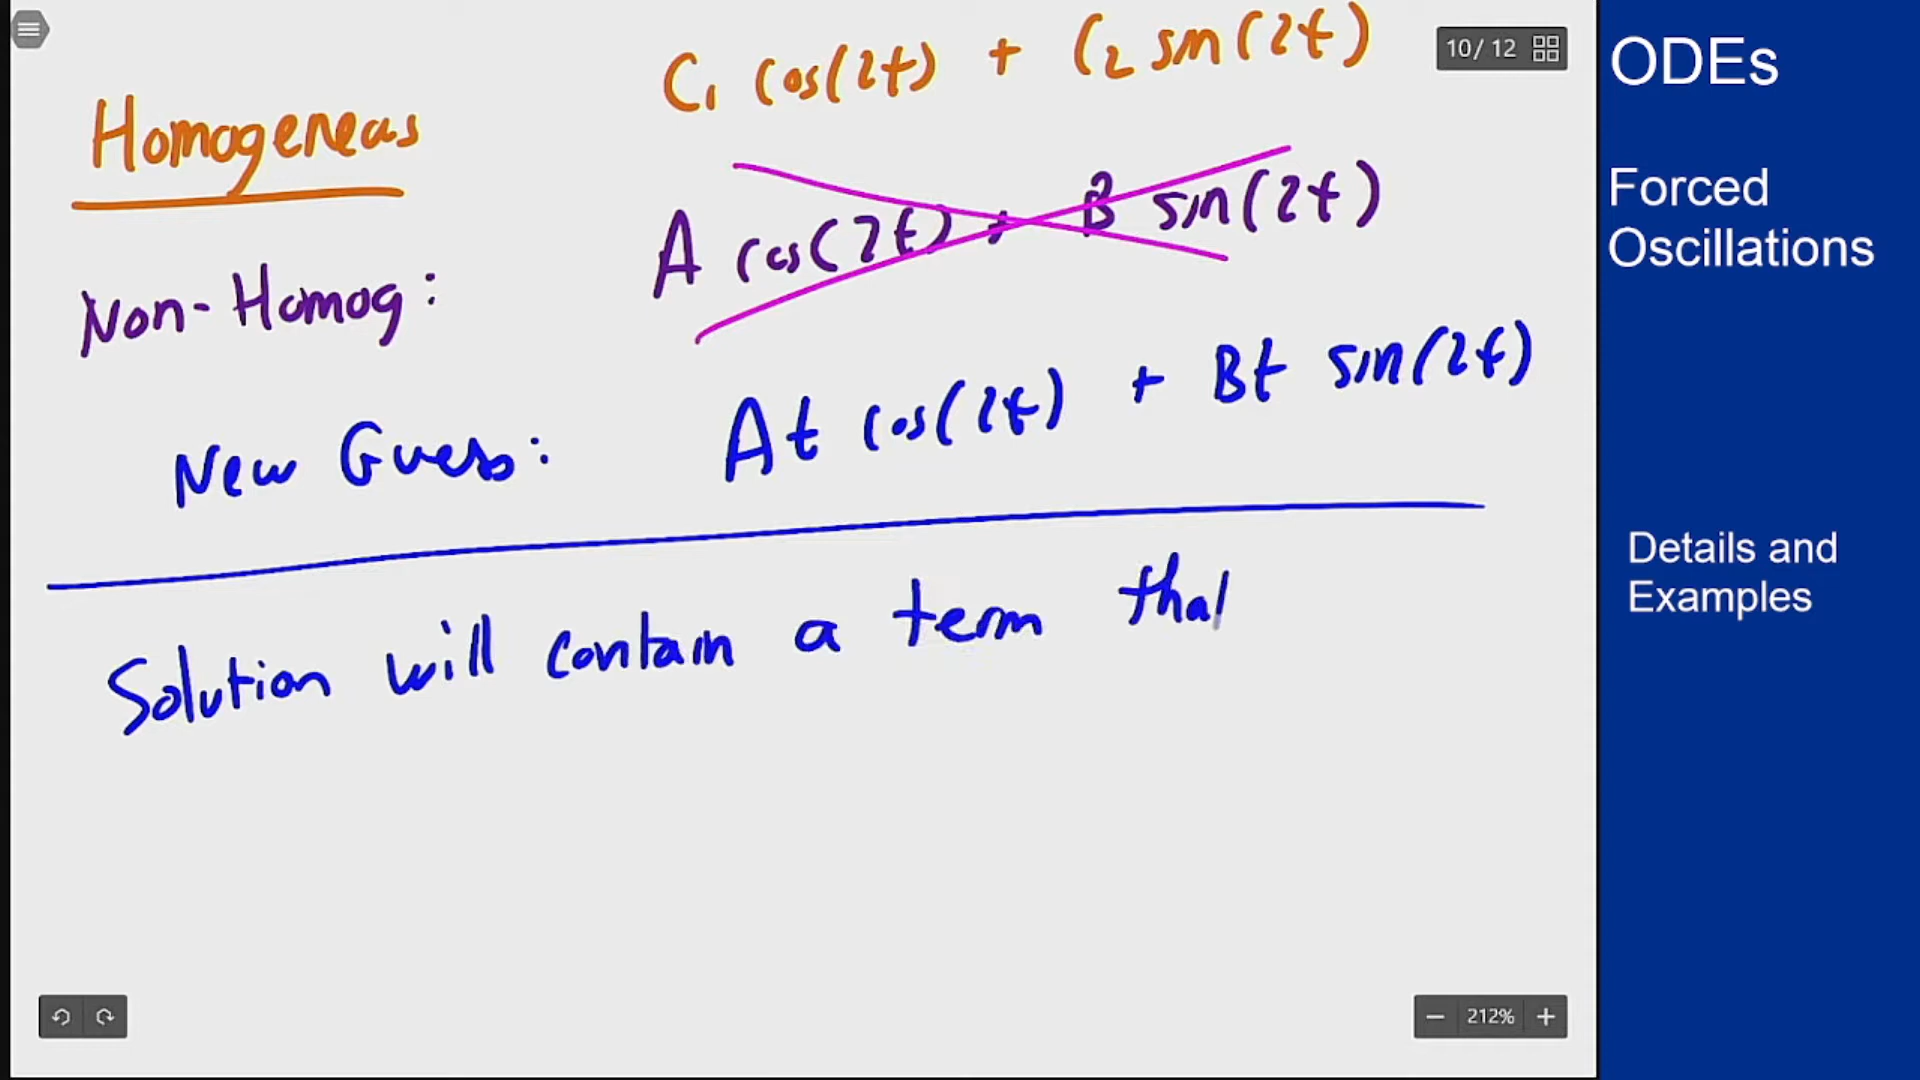 C₁ cos(2t) + C₂ sin(2t)
10/ 12
Homogeneous
A cos(2t) + B sin(2t)
Non-Homog:
At cos(2t) + Bt sin(2t)
New Guess:
Solution will contain a term that
212%
ODEs
Forced
Oscillations
Details and
Examples